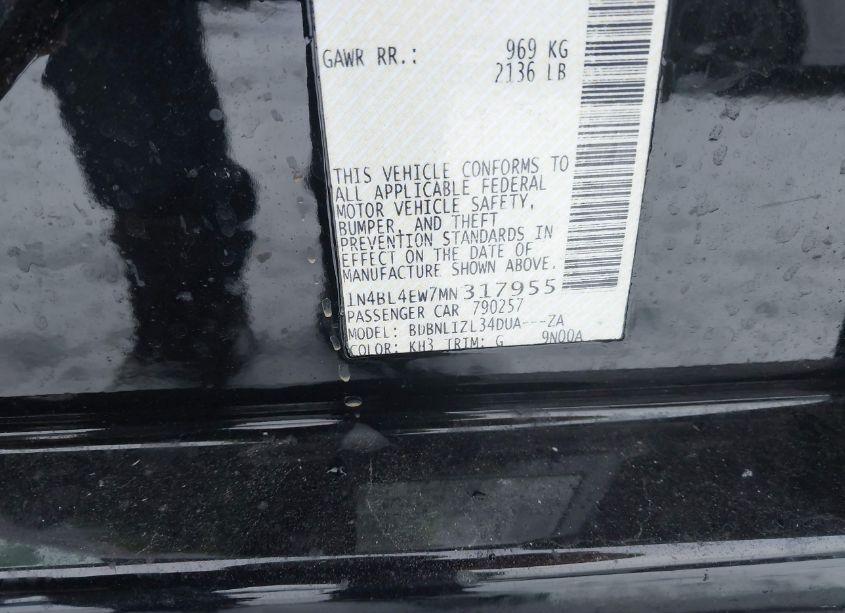 GAWR RR.: 969 KG
2136 LB
THIS VEHICLE CONFORMS TO
ALL APPLICABLE FEDERAL
MOTOR VEHICLE SAFETY,
BUMPER, AND THEFT
PREVENTION STANDARDS IN
EFFECT ON THE DATE OF
MANUFACTURE SHOWN ABOVE.
1N4BL4EW7MN317955
PASSENGER CAR 790257
MODEL: BDBNLIZL34DUA---ZA
COLOR: KH3 TRIM: G 9N00A